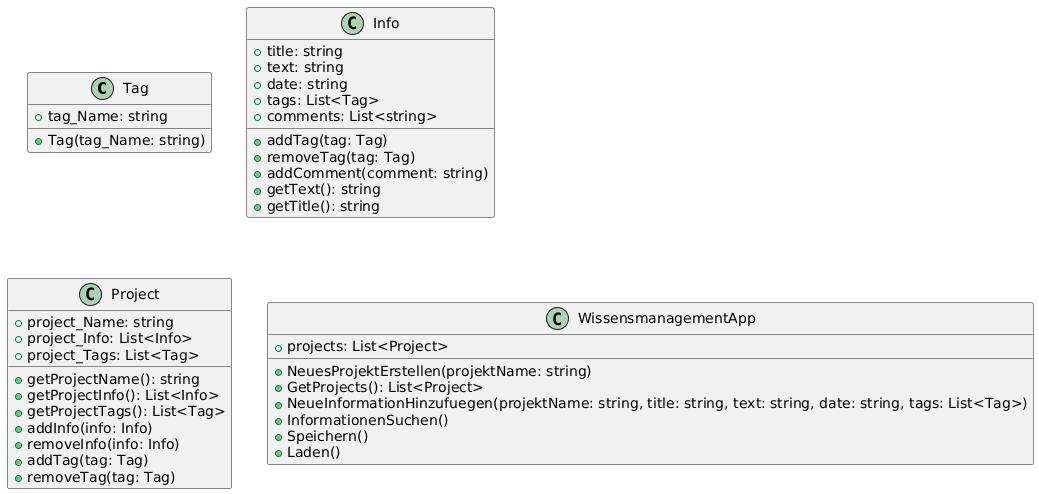 C Tag
tag_Name: string
Tag(tag_Name: string)
C Info
title: string
text: string
date: string
tags: List<Tag>
comments: List<string>
addTag(tag: Tag)
removeTag(tag: Tag)
addComment(comment: string)
getText(): string
getTitle(): string
C Project
project_Name: string
project_Info: List<Info>
project_Tags: List<Tag>
getProjectName(): string
getProjectInfo(): List<Info>
getProjectTags(): List<Tag>
addInfo(info: Info)
removeInfo(info: Info)
addTag(tag: Tag)
removeTag(tag: Tag)
C WissensmanagementApp
projects: List<Project>
NeuesProjektErstellen(projektName: string)
GetProjects(): List<Project>
NeueInformationHinzufuegen(projektName: string, title: string, text: string, date: string, tags: List<Tag>)
InformationenSuchen()
Speichern()
Laden()